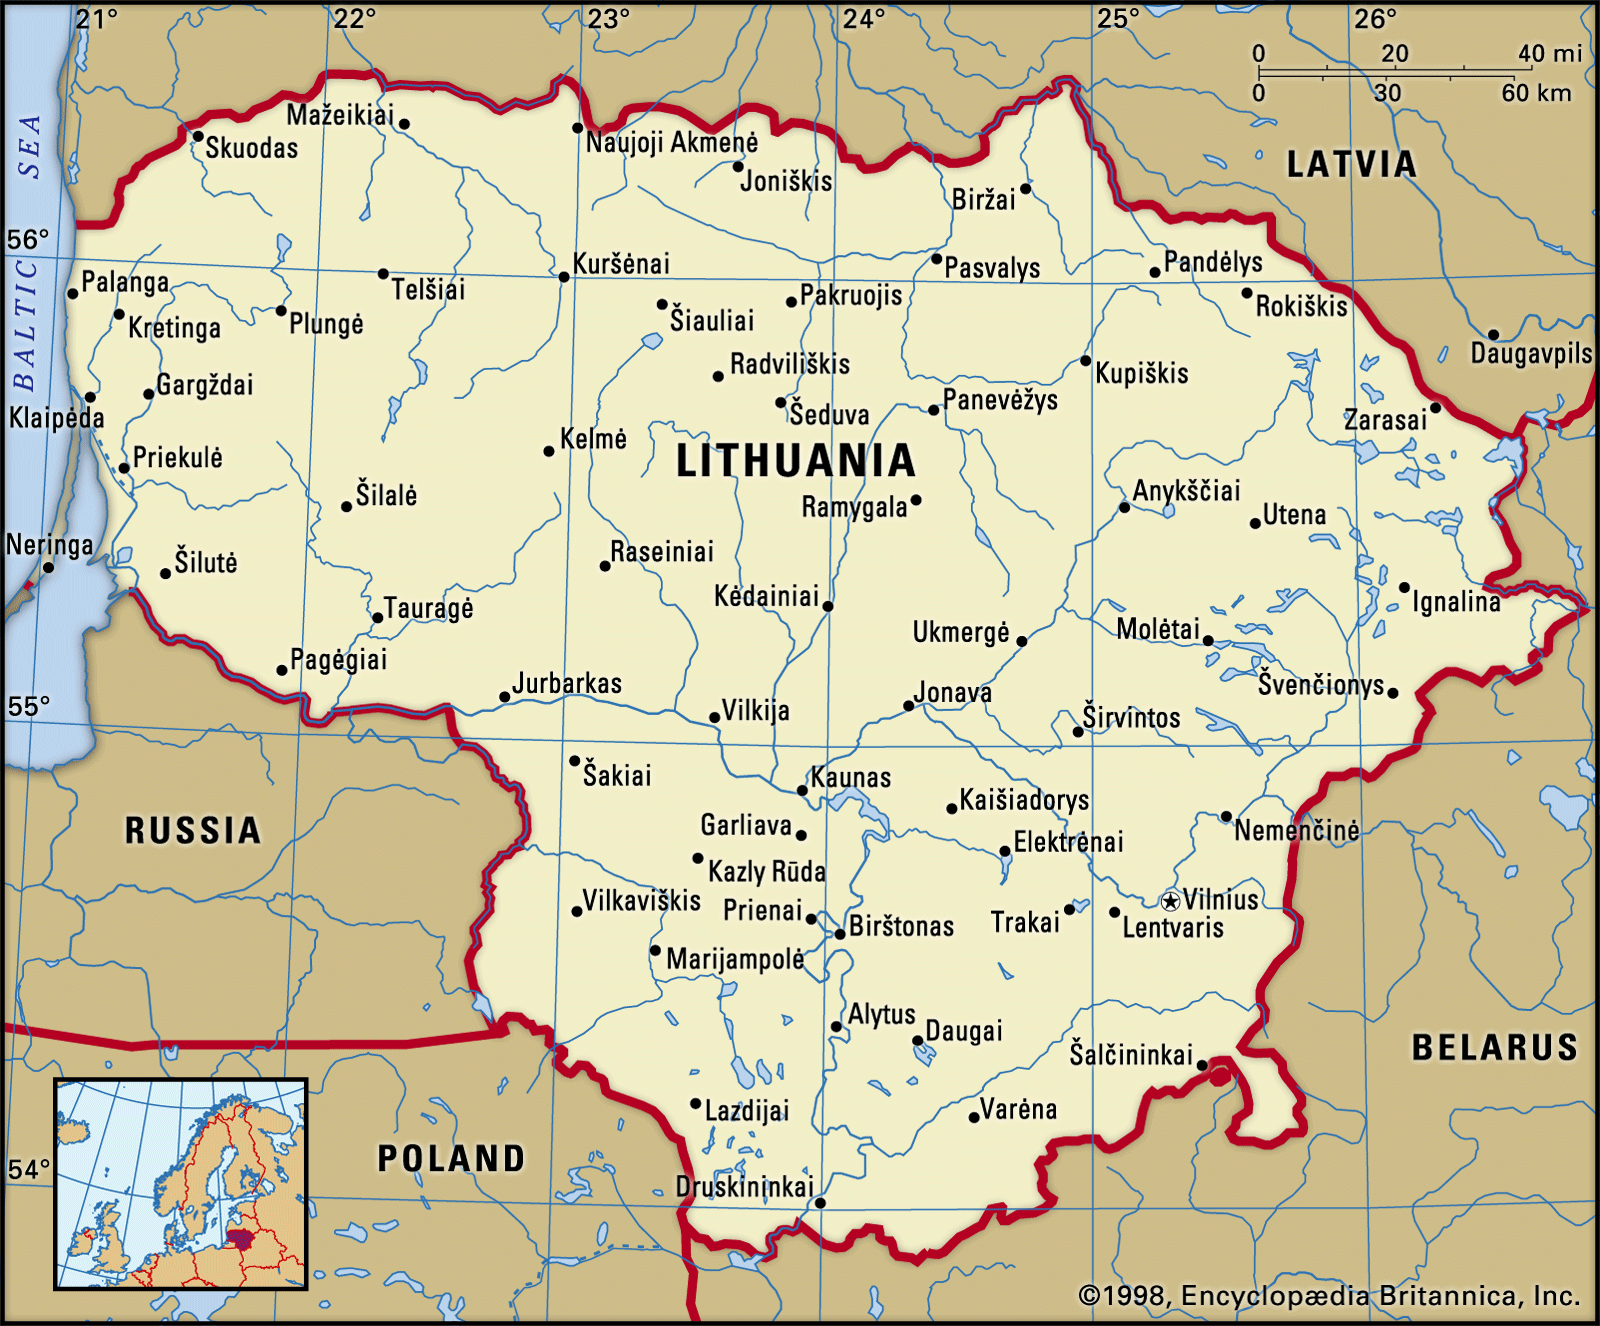 21°
22°
23°
24°
25°
26°
0 20 40 mi
0 30 60 km
BALTIC SEA
LATVIA
Mažeikiai
Skuodas
Naujoji Akmenė
Joniškis
Biržai
56°
Palanga
Kretinga
Plungė
Telšiai
Kuršėnai
Šiauliai
Pakruojis
Pasvalys
Pandėlys
Rokiškis
Daugavpils
Radviliškis
Kupiškis
Gargždai
Klaipėda
Šeduva
Panevėžys
Zarasai
Priekulė
Kelmė
LITHUANIA
Šilalė
Ramygala
Anykščiai
Utena
Neringa
Šilutė
Raseiniai
Kėdainiai
Ignalina
Tauragė
Ukmergė
Molėtai
Pagėgiai
Jurbarkas
Vilkija
Jonava
Švenčionys
Širvintos
55°
Šakiai
Kaunas
Kaišiadorys
RUSSIA
Garliava
Elektrėnai
Nemenčinė
Kazly Rūda
Vilkaviškis
Prienai
Birštonas
Trakai
Vilnius
Lentvaris
Marijampolė
Alytus
Daugai
Šalčininkai
BELARUS
Lazdijai
Varėna
POLAND
54°
Druskininkai
©1998, Encyclopædia Britannica, Inc.